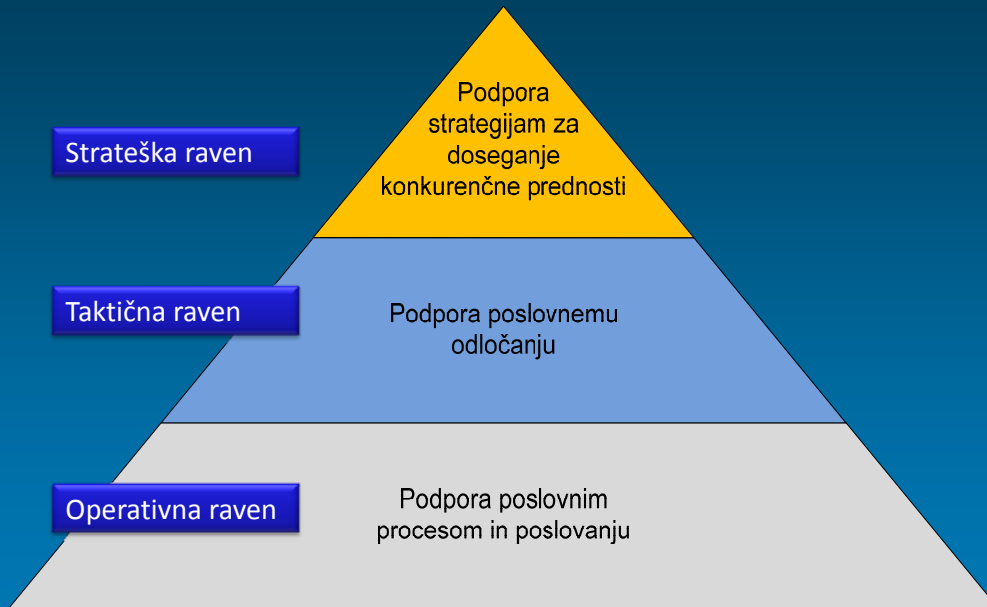 Podpora
strategijam za
doseganje
konkurenčne prednosti
Strateška raven
Taktična raven
Podpora poslovnemu
odločanju
Operativna raven
Podpora poslovnim
procesom in poslovanju